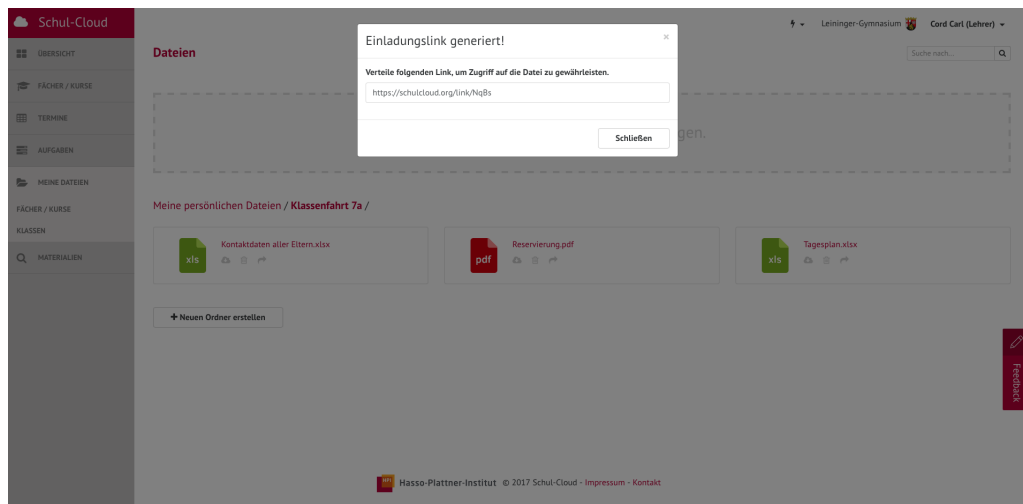 Schul-Cloud
Leininger-Gymnasium
Cord Carl (Lehrer)
ÜBERSICHT
FÄCHER / KURSE
TERMINE
AUFGABEN
MEINE DATEIEN
FÄCHER / KURSE
KLASSEN
MATERIALIEN
Dateien
Suche nach...
Einladungslink generiert!
×
Verteile folgenden Link, um Zugriff auf die Datei zu gewährleisten.
https://schulcloud.org/link/NqBs
Schließen
gen.
Meine persönlichen Dateien / Klassenfahrt 7a /
xls
Kontaktdaten aller Eltern.xlsx
pdf
Reservierung.pdf
xls
Tagesplan.xlsx
+ Neuen Ordner erstellen
Feedback
HPI Hasso-Plattner-Institut © 2017 Schul-Cloud - Impressum - Kontakt